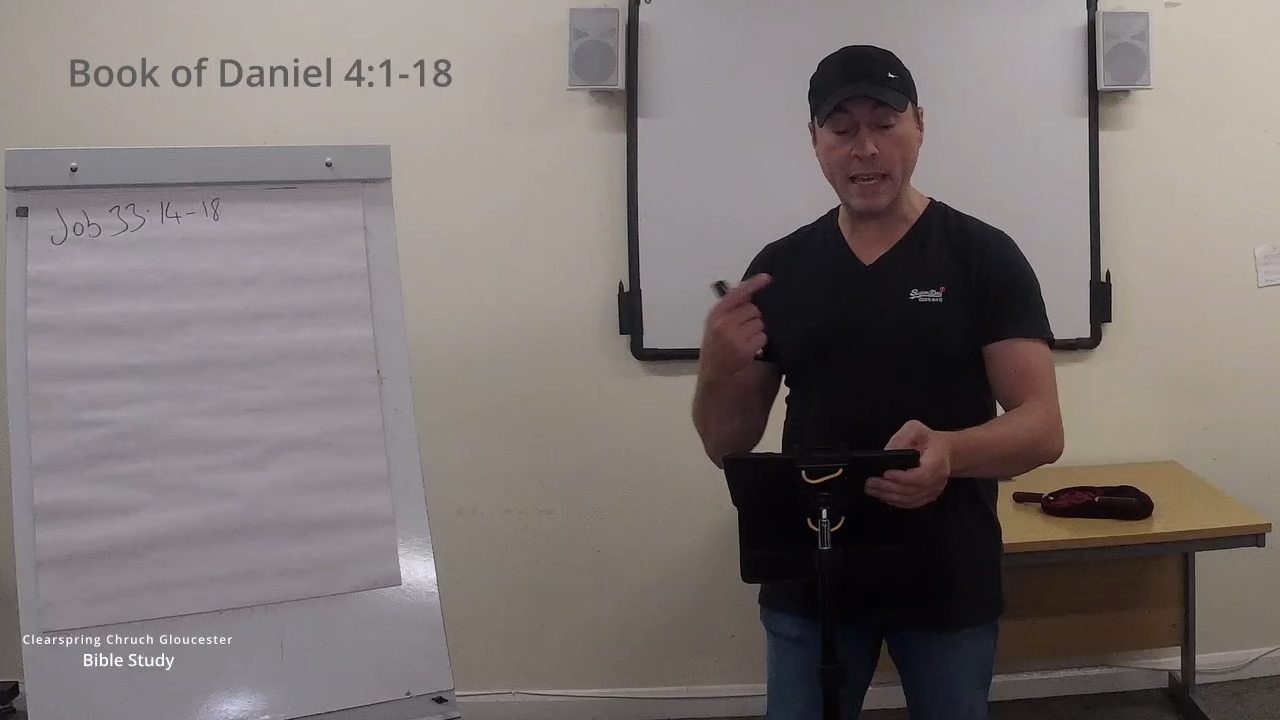 Book of Daniel 4:1-18
Job 33:14-18
Clearspring Chruch Gloucester
Bible Study